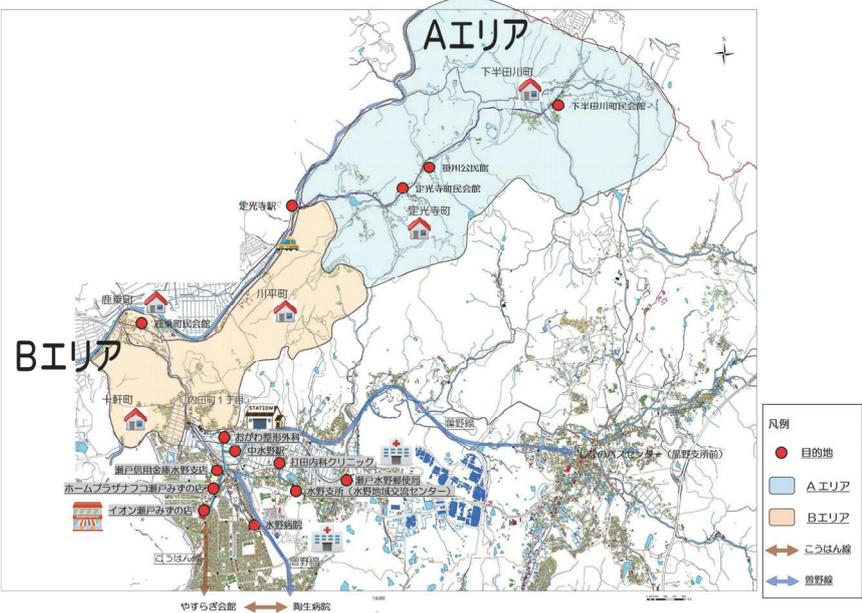 Aエリア
下半田川町
下半田川町民会館
掛川公民館
定光寺町民会館
定光寺駅
定光寺町
鹿乗町
川平町
鹿乗町民会館
Bエリア
十軒町
内田町1丁目
STATION
おがわ整形外科
曽野線
中水野駅
しなのバスセンター（品野支所前）
打田内科クリニック
瀬戸信用金庫水野支店
瀬戸水野郵便局
ホームプラザナフコ瀬戸みずの店
水野支所（水野地域交流センター）
イオン瀬戸みずの店
水野病院
こうはん線
曽野線
やすらぎ会館
陶生病院
凡例
目的地
Aエリア
Bエリア
こうはん線
曽野線